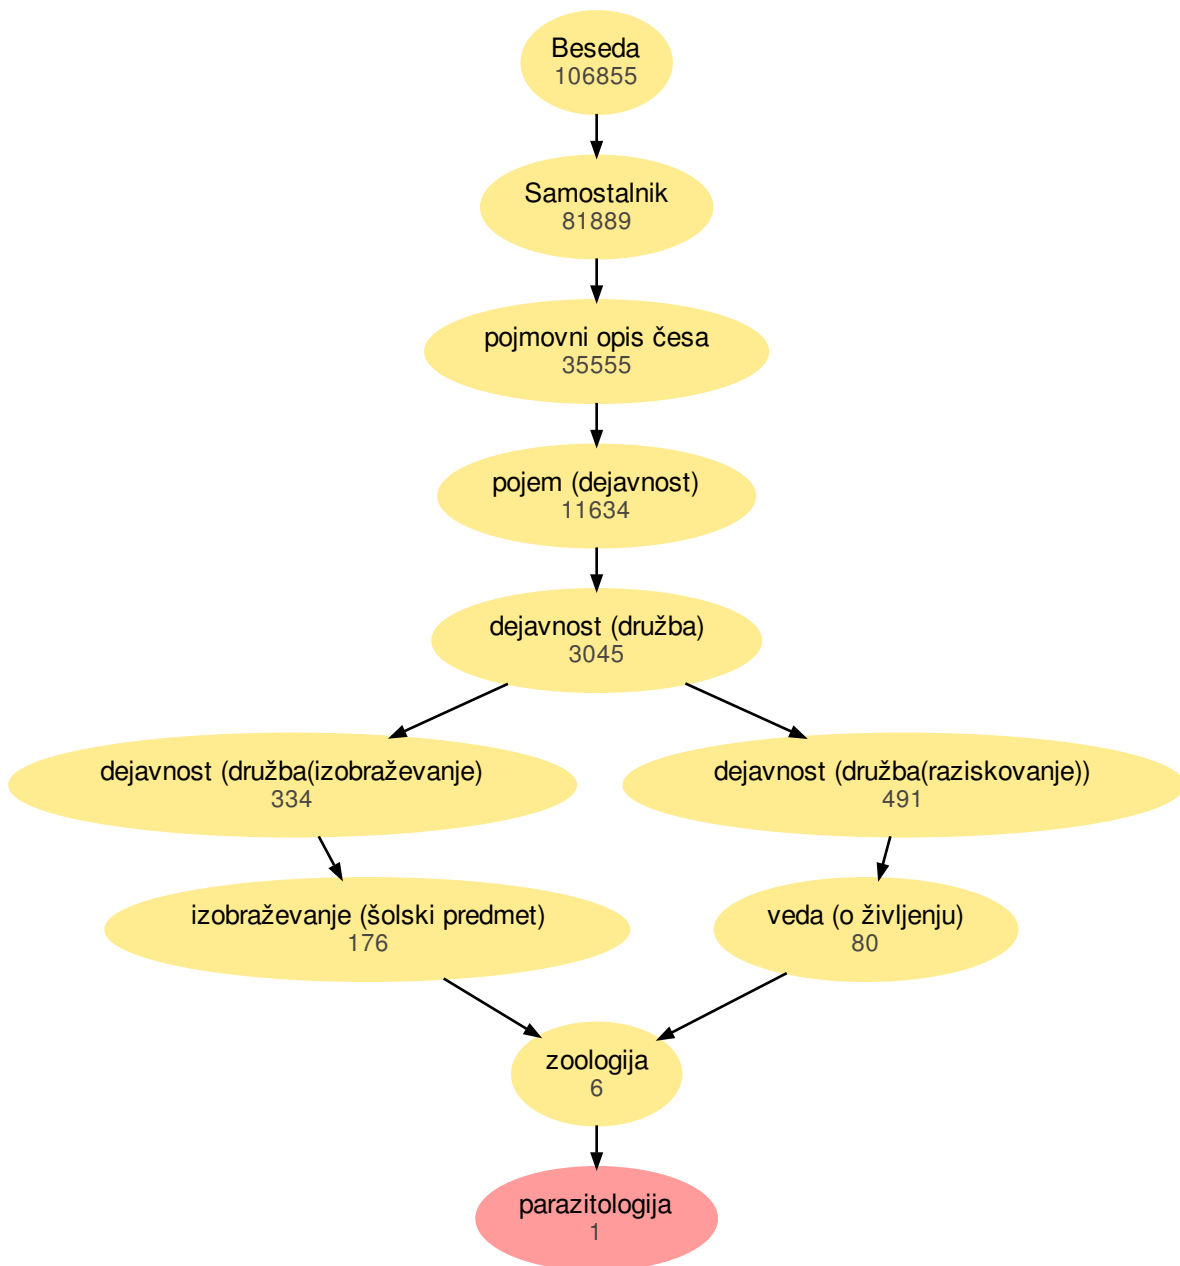 Beseda
106855
Samostalnik
81889
pojmovni opis česa
35555
pojem (dejavnost)
11634
dejavnost (družba)
3045
dejavnost (družba(izobraževanje)
334
dejavnost (družba(raziskovanje))
491
izobraževanje (šolski predmet)
176
veda (o življenju)
80
zoologija
6
parazitologija
1